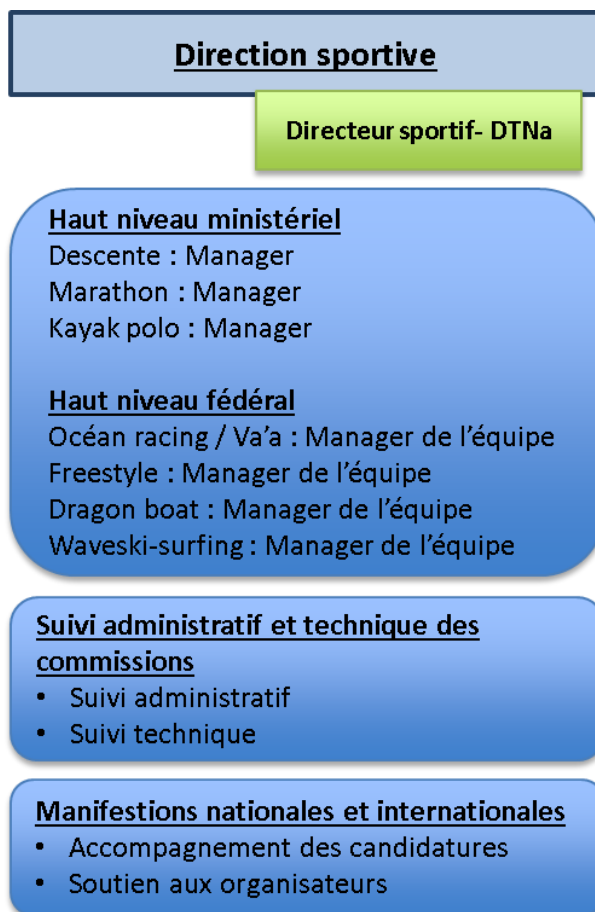 Direction sportive
Directeur sportif- DTNa
Haut niveau ministériel
Descente : Manager
Marathon : Manager
Kayak polo : Manager
Haut niveau fédéral
Océan racing / Va’a : Manager de l’équipe
Freestyle : Manager de l’équipe
Dragon boat : Manager de l’équipe
Waveski-surfing : Manager de l’équipe
Suivi administratif et technique des
commissions
• Suivi administratif
• Suivi technique
Manifestions nationales et internationales
• Accompagnement des candidatures
• Soutien aux organisateurs